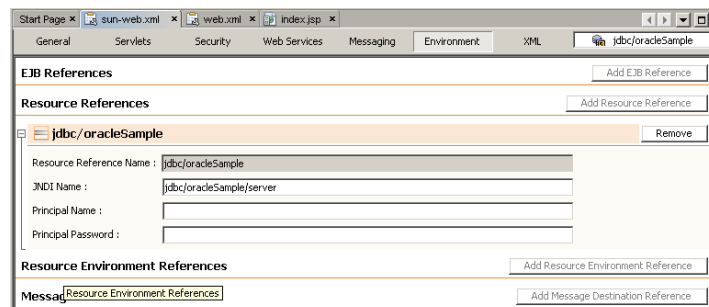 Start Page sun-web.xml web.xml index.jsp
General Servlets Security Web Services Messaging Environment XML jdbc/oracleSample
EJB References Add EJB Reference
Resource References Add Resource Reference
jdbc/oracleSample Remove
Resource Reference Name : jdbc/oracleSample
JNDI Name : jdbc/oracleSample/server
Principal Name :
Principal Password :
Resource Environment References Add Resource Environment Reference
Messag Resource Environment References Add Message Destination Reference